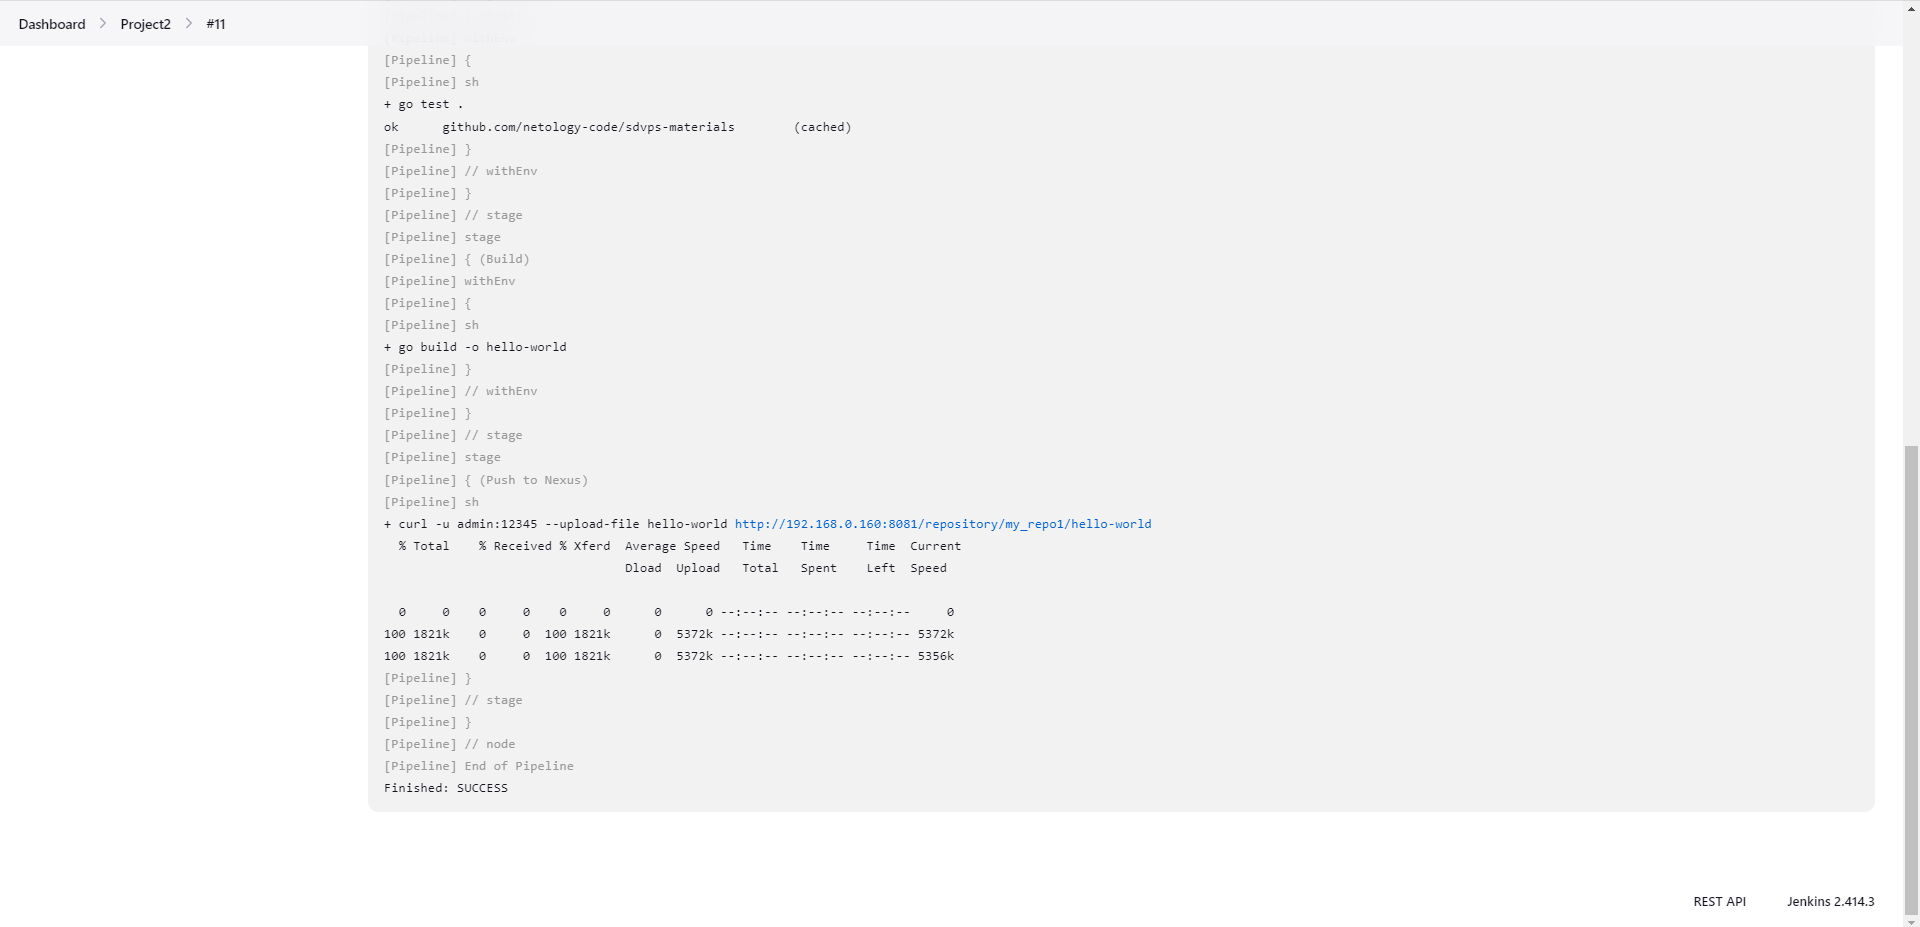 Dashboard > Project2 > #11
[Pipeline] {
[Pipeline] sh
+ go test .
ok      github.com/netology-code/sdvps-materials        (cached)
[Pipeline] }
[Pipeline] // withEnv
[Pipeline] }
[Pipeline] // stage
[Pipeline] stage
[Pipeline] { (Build)
[Pipeline] withEnv
[Pipeline] {
[Pipeline] sh
+ go build -o hello-world
[Pipeline] }
[Pipeline] // withEnv
[Pipeline] }
[Pipeline] // stage
[Pipeline] stage
[Pipeline] { (Push to Nexus)
[Pipeline] sh
+ curl -u admin:12345 --upload-file hello-world http://192.168.0.160:8081/repository/my_repo1/hello-world
  % Total    % Received % Xferd  Average Speed   Time    Time     Time  Current
                                 Dload  Upload   Total   Spent    Left  Speed
  0     0    0     0    0     0      0      0 --:--:-- --:--:-- --:--:--     0
100 1821k    0     0  100 1821k      0  5372k --:--:-- --:--:-- --:--:-- 5372k
100 1821k    0     0  100 1821k      0  5372k --:--:-- --:--:-- --:--:-- 5356k
[Pipeline] }
[Pipeline] // stage
[Pipeline] }
[Pipeline] // node
[Pipeline] End of Pipeline
Finished: SUCCESS
REST API    Jenkins 2.414.3